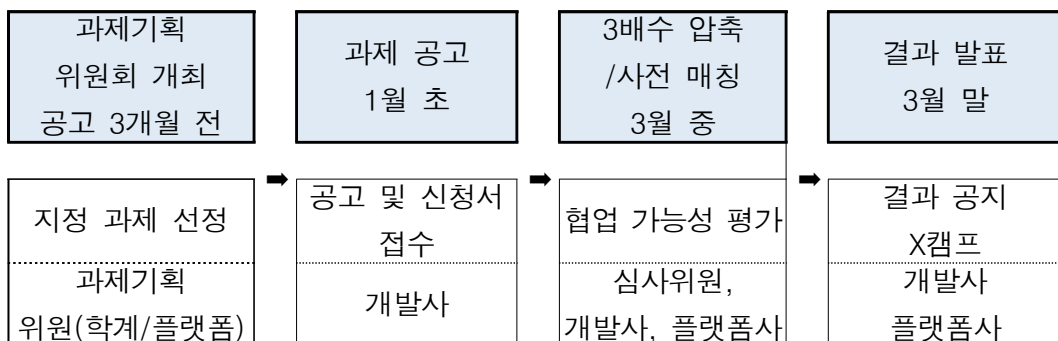 과제기획
위원회 개최
공고 3개월 전
과제 공고
1월 초
3배수 압축
/사전 매칭
3월 중
결과 발표
3월 말
지정 과제 선정
과제기획
위원(학계/플랫폼)
➡
공고 및 신청서
접수
개발사
➡
협업 가능성 평가
심사위원,
개발사, 플랫폼사
➡
결과 공지
X캠프
개발사
플랫폼사